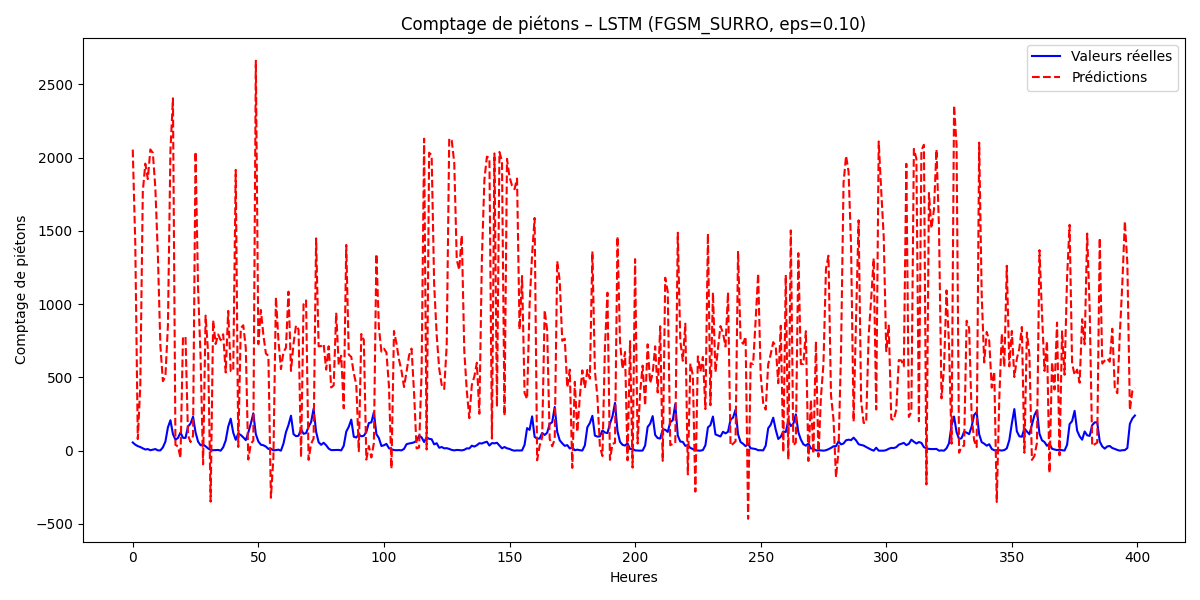 Comptage de piétons – LSTM (FGSM_SURRO, eps=0.10)
Valeurs réelles
Prédictions
Comptage de piétons
2500
2000
1500
1000
500
0
−500
0 50 100 150 200 250 300 350 400
Heures